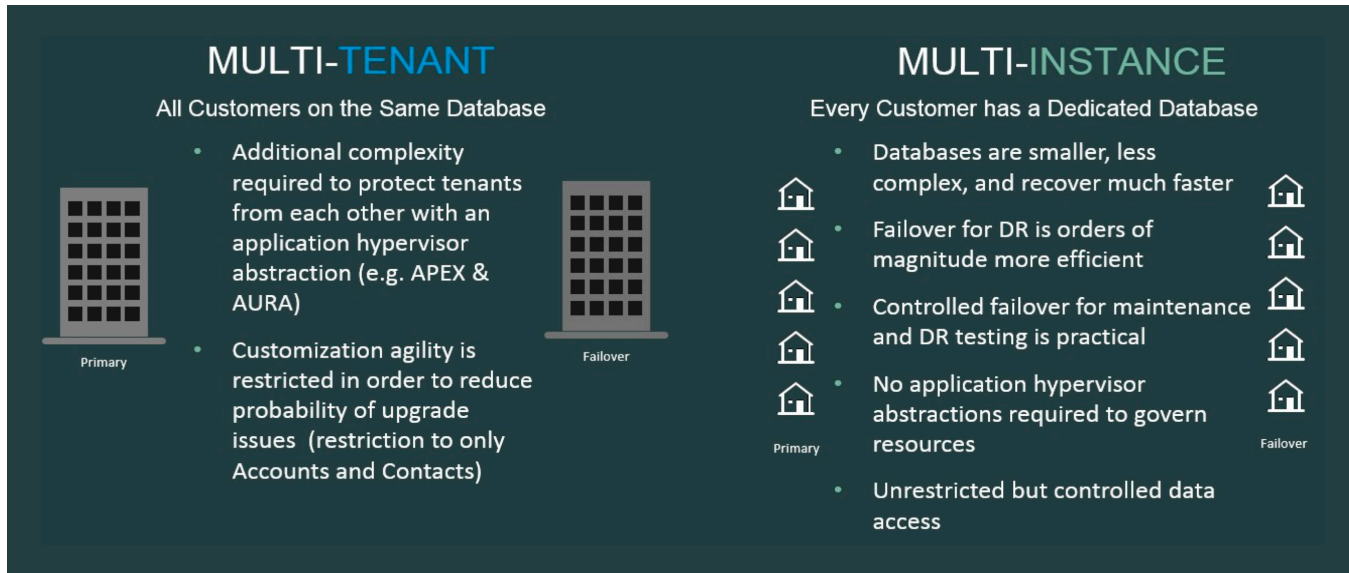 MULTI-TENANT
All Customers on the Same Database
• Additional complexity
required to protect tenants
from each other with an
application hypervisor
abstraction (e.g. APEX &
AURA)
• Customization agility is
restricted in order to reduce
probability of upgrade
issues (restriction to only
Accounts and Contacts)
Primary
Failover
MULTI-INSTANCE
Every Customer has a Dedicated Database
• Databases are smaller, less
complex, and recover much faster
• Failover for DR is orders of
magnitude more efficient
• Controlled failover for maintenance
and DR testing is practical
• No application hypervisor
abstractions required to govern
resources
• Unrestricted but controlled data
access
Primary
Failover